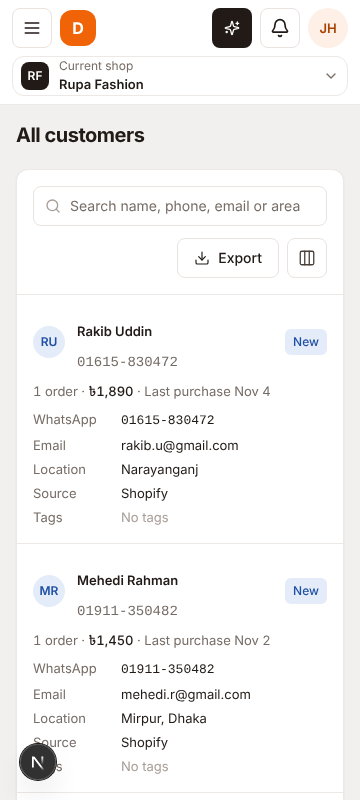 D
JH
RF
Current shop
Rupa Fashion
All customers
Search name, phone, email or area
Export
RU
Rakib Uddin
01615-830472
New
1 order · ৳1,890 · Last purchase Nov 4
WhatsApp 01615-830472
Email rakib.u@gmail.com
Location Narayanganj
Source Shopify
Tags No tags
MR
Mehedi Rahman
01911-350482
New
1 order · ৳1,450 · Last purchase Nov 2
WhatsApp 01911-350482
Email mehedi.r@gmail.com
Location Mirpur, Dhaka
Source Shopify
No tags
N